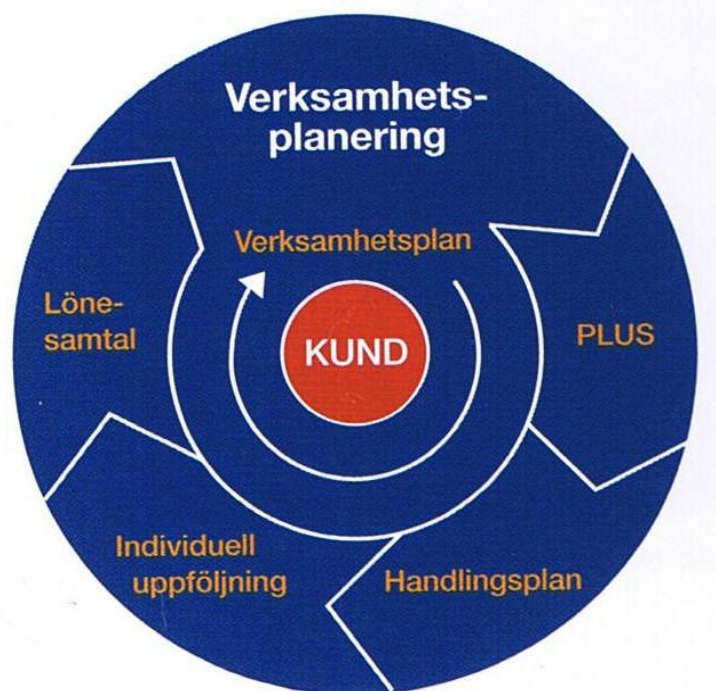 Verksamhets-
planering
Verksamhetsplan
KUND
PLUS
Handlingsplan
Individuell
uppföljning
Löne-
samtal